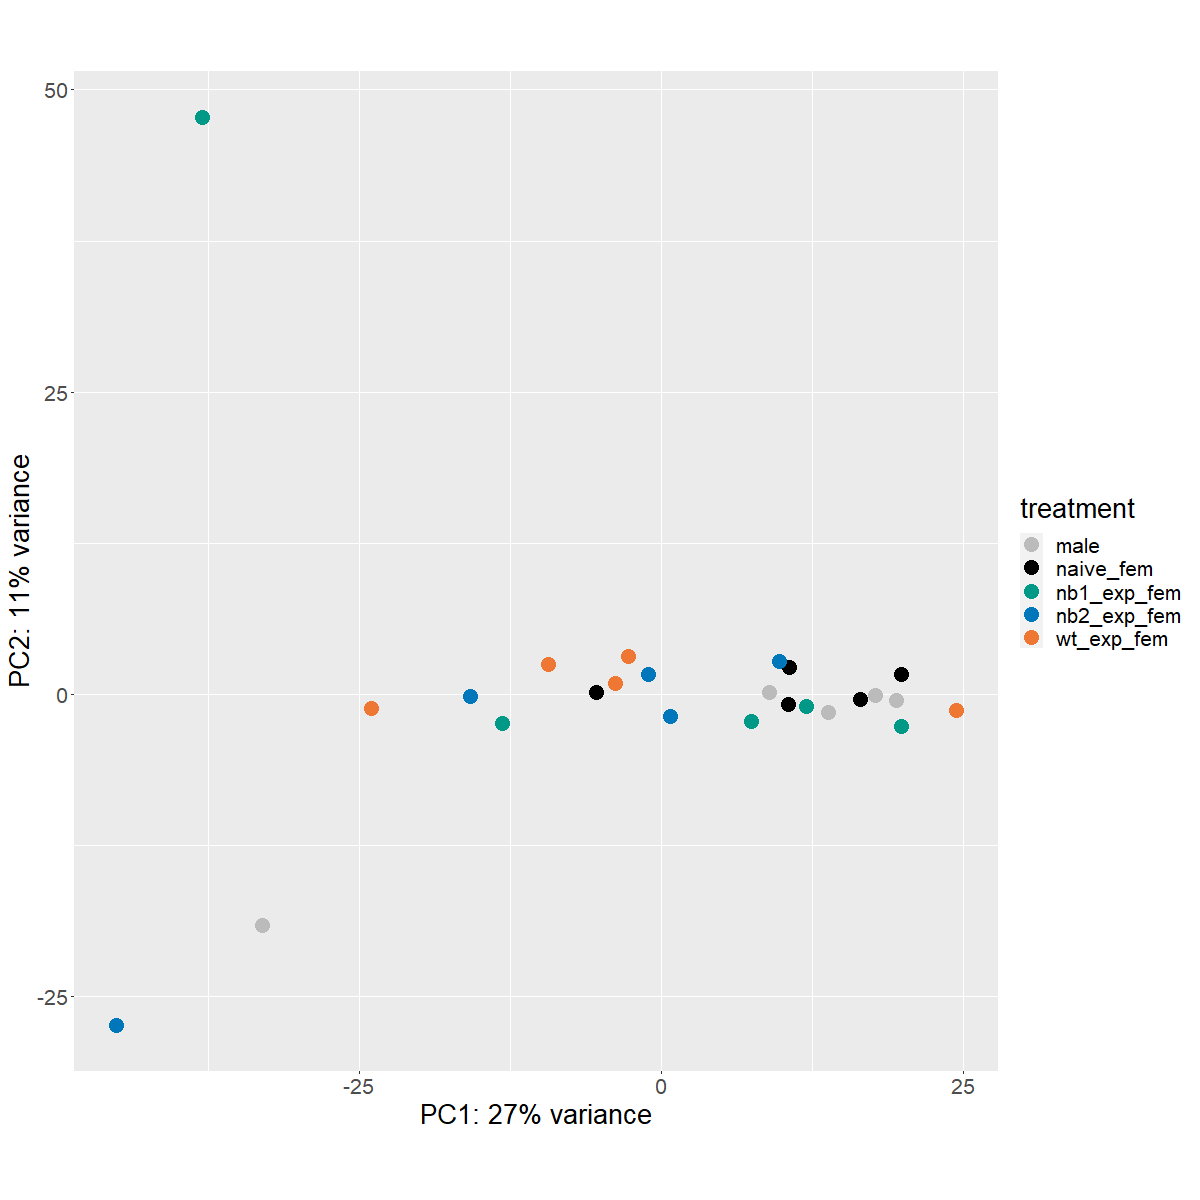 50
25
0
-25
PC2: 11% variance
-25
0
25
PC1: 27% variance
treatment
male
naive_fem
nb1_exp_fem
nb2_exp_fem
wt_exp_fem